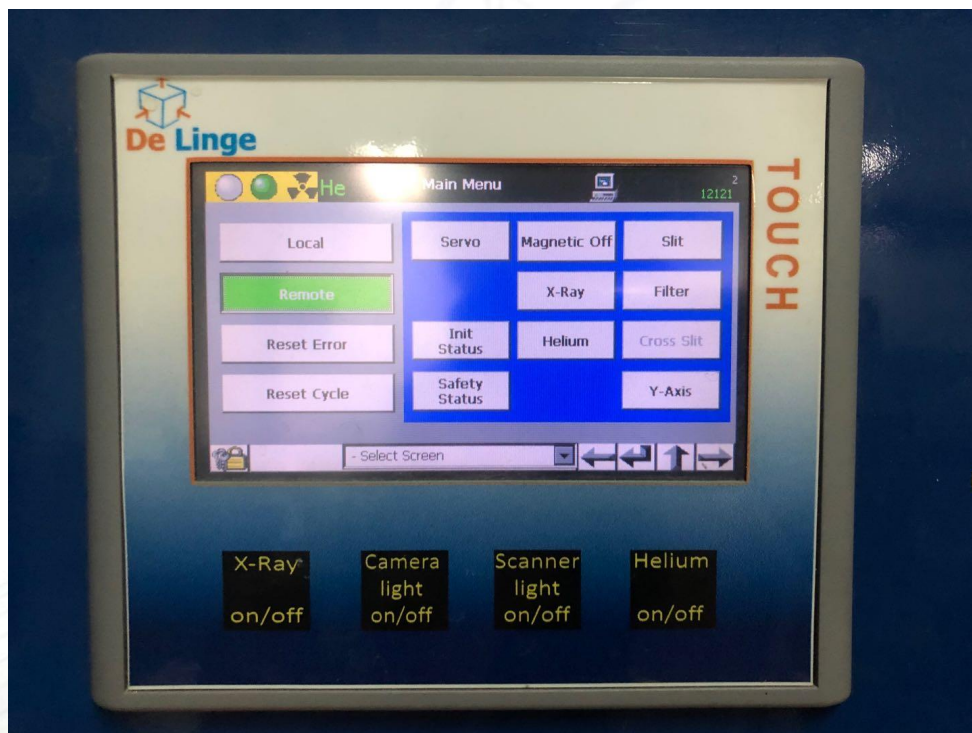 De Linge
TOUCH
He
Main Menu
2
12121
Local
Servo
Magnetic Off
Slit
Remote
X-Ray
Filter
Reset Error
Init
Status
Helium
Cross Slit
Reset Cycle
Safety
Status
Y-Axis
- Select Screen
X-Ray
on/off
Camera
light
on/off
Scanner
light
on/off
Helium
on/off